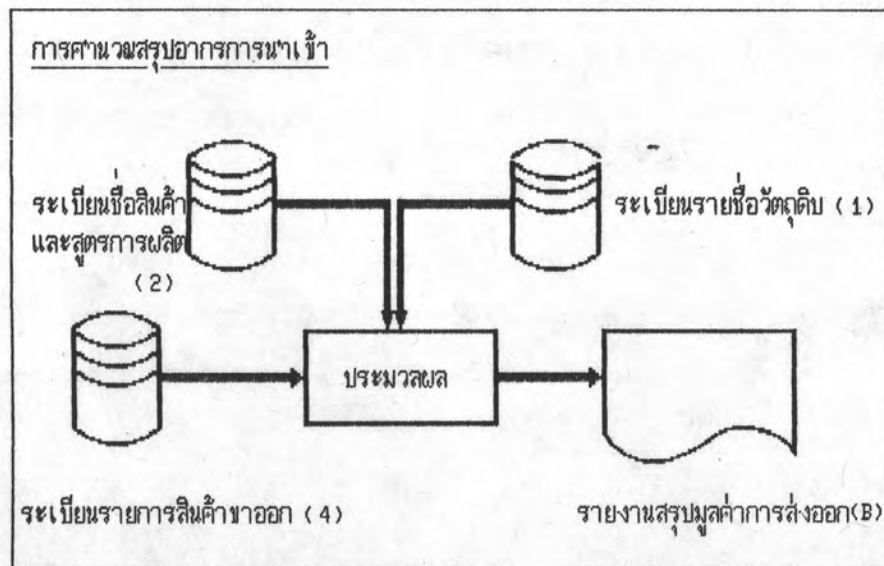 การคำนวณสรุปอากรการนำเข้า
ระเบียนชื่อสินค้า
และสูตรการผลิต
(2)
ระเบียนรายชื่อวัตถุดิบ (1)
ประมวลผล
ระเบียนรายการสินค้าขาออก (4)
รายงานสรุปมูลค่าการส่งออก(B)